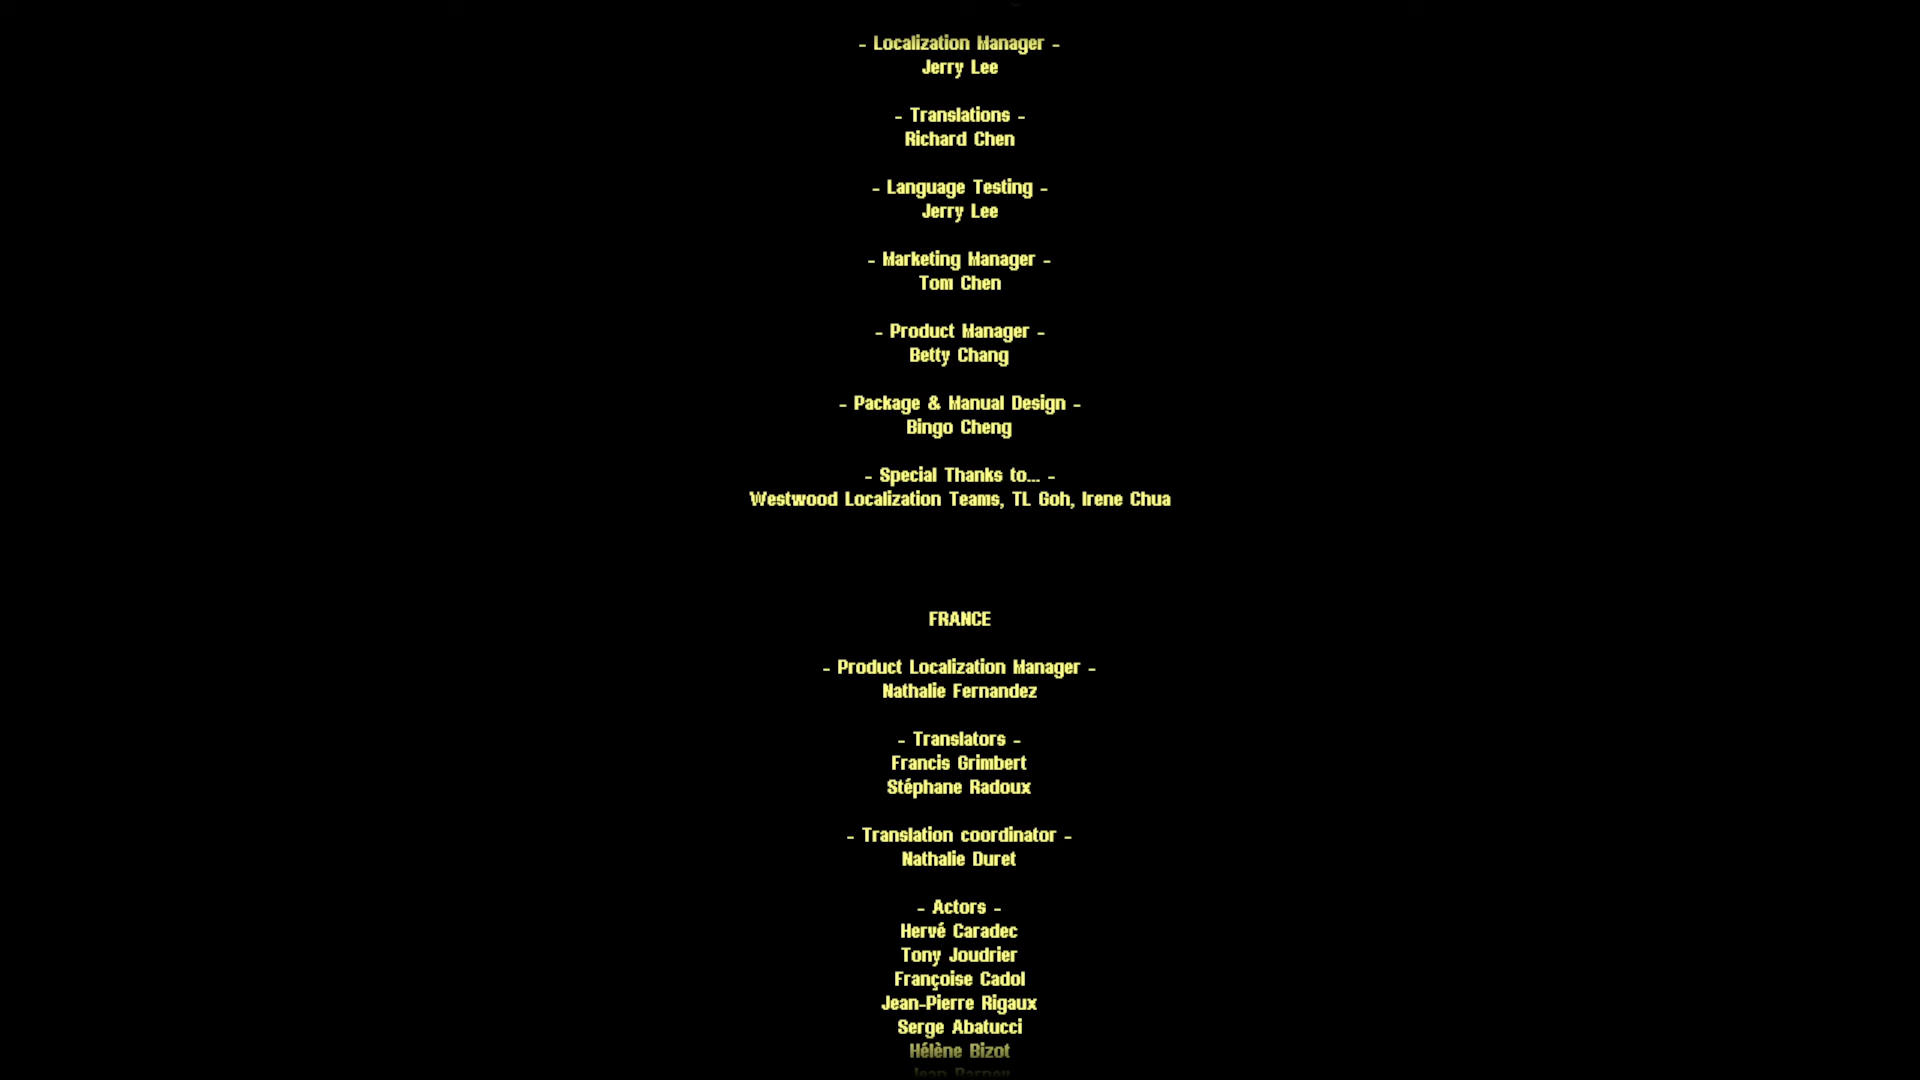 - Localization Manager -
Jerry Lee
- Translations -
Richard Chen
- Language Testing -
Jerry Lee
- Marketing Manager -
Tom Chen
- Product Manager -
Betty Chang
- Package & Manual Design -
Bingo Cheng
- Special Thanks to... -
Westwood Localization Teams, TL Goh, Irene Chua
FRANCE
- Product Localization Manager -
Nathalie Fernandez
- Translators -
Francis Grimbert
Stéphane Radoux
- Translation coordinator -
Nathalie Duret
- Actors -
Hervé Caradec
Tony Joudrier
Françoise Cadol
Jean-Pierre Rigaux
Serge Abatucci
Hélène Bizot
Jean